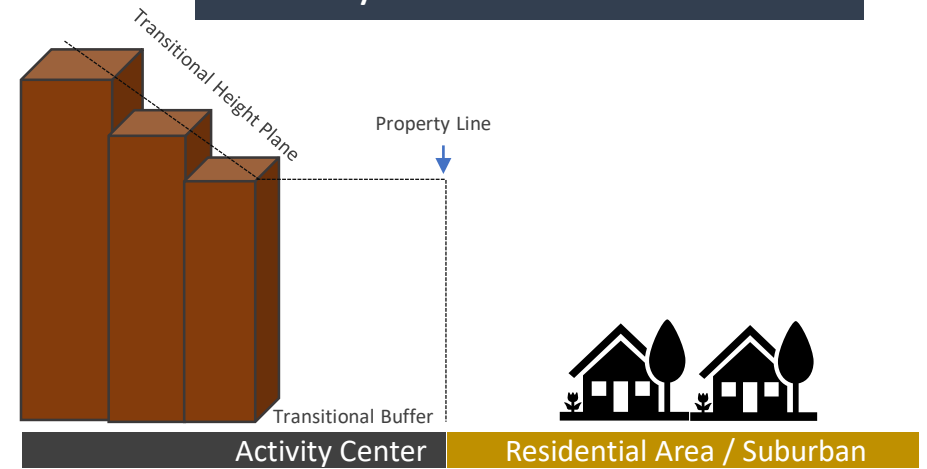 Transitional Height Plane
Property Line
Transitional Buffer
Activity Center
Residential Area / Suburban